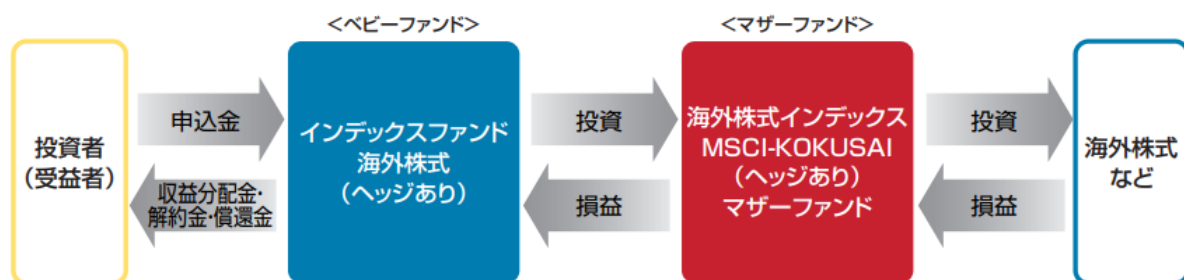 <ベビーファンド>
<マザーファンド>
投資者
(受益者)
申込金
収益分配金・
解約金・償還金
インデックスファンド
海外株式
(ヘッジあり)
投資
損益
海外株式インデックス
MSCI-KOKUSAI
(ヘッジあり)
マザーファンド
投資
損益
海外株式
など